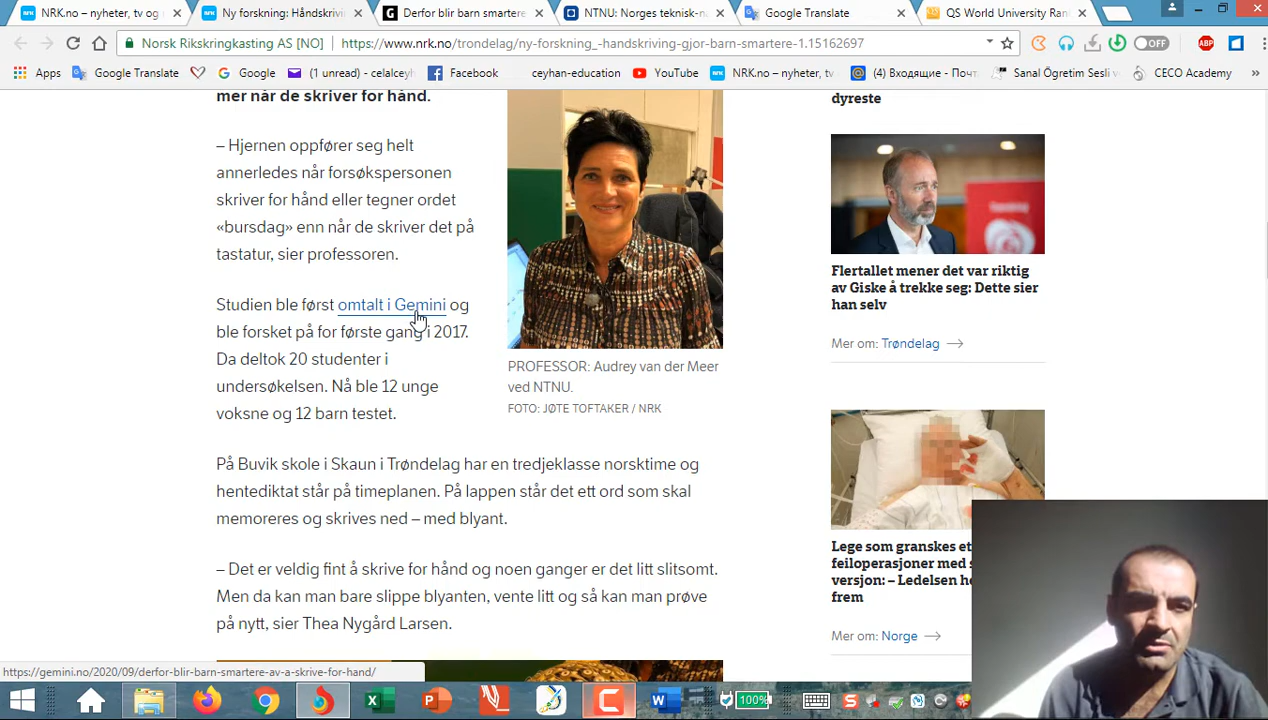 NRK.no – nyheter, tv og
Ny forskning: Håndskrivi
Derfor blir barn smartere
NTNU: Norges teknisk-n
Google Translate
QS World University Ran
Norsk Rikskringkasting AS [NO]
https://www.nrk.no/trondelag/ny-forskning_-handskriving-gjor-barn-smartere-1.15162697
OFF
ABP
Apps
Google Translate
Google
(1 unread) - celalceyh
Facebook
ceyhan-education
YouTube
NRK.no – nyheter, tv
(4) Входящие - Почт
Sanal Ögretim Sesli
CECO Academy
»
mer når de skriver for hånd.
– Hjernen oppfører seg helt
annerledes når forsøkspersonen
skriver for hånd eller tegner ordet
«bursdag» enn når de skriver det på
tastatur, sier professoren.
Studien ble først omtalt i Gemini og
ble forsket på for første gang i 2017.
Da deltok 20 studenter i
undersøkelsen. Nå ble 12 unge
voksne og 12 barn testet.
PROFESSOR: Audrey van der Meer
ved NTNU.
FOTO: JØTE TOFTAKER / NRK
På Buvik skole i Skaun i Trøndelag har en tredjeklasse norsktime og
hentediktat står på timeplanen. På lappen står det ett ord som skal
memoreres og skrives ned – med blyant.
– Det er veldig fint å skrive for hånd og noen ganger er det litt slitsomt.
Men da kan man bare slippe blyanten, vente litt og så kan man prøve
på nytt, sier Thea Nygård Larsen.
dyreste
Flertallet mener det var riktig
av Giske å trekke seg: Dette sier
han selv
Mer om: Trøndelag
Lege som granskes et
feiloperasjoner med s
versjon: – Ledelsen h
frem
Mer om: Norge
https://gemini.no/2020/09/derfor-blir-barn-smartere-av-a-skrive-for-hand/
100%